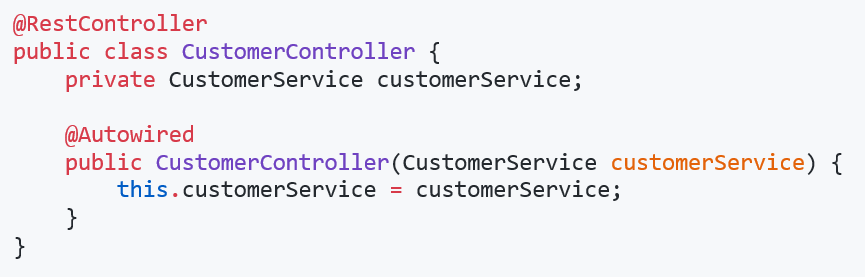 @RestController
public class CustomerController {
    private CustomerService customerService;

    @Autowired
    public CustomerController(CustomerService customerService) {
        this.customerService = customerService;
    }
}